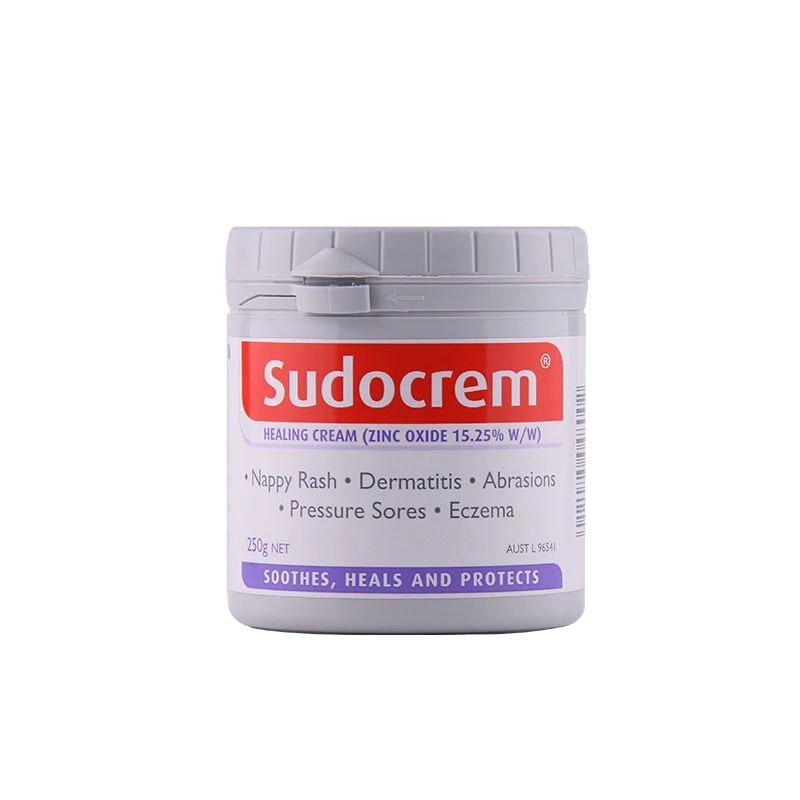 Sudocrem®
HEALING CREAM (ZINC OXIDE 15.25% W/W)
• Nappy Rash • Dermatitis • Abrasions
• Pressure Sores • Eczema
250g NET AUST L 96541
SOOTHES, HEALS AND PROTECTS